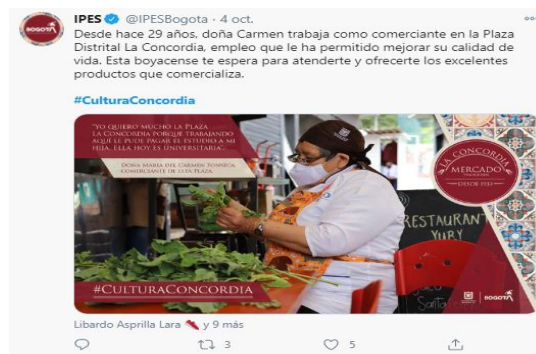 IPES @IPESBogota · 4 oct.
Desde hace 29 años, doña Carmen trabaja como comerciante en la Plaza
Distrital La Concordia, empleo que le ha permitido mejorar su calidad de
vida. Esta boyacense te espera para atenderte y ofrecerte los excelentes
productos que comercializa.
#CulturaConcordia
"YO QUIERO MUCHO LA PLAZA
LA CONCORDIA PORQUE TRABAJANDO
AQUÍ LE PUDE PAGAR EL ESTUDIO A MI
HIJA, ELLA HOY ES UNIVERSITARIA".
DOÑA MARÍA DEL CARMEN FONSECA
COMERCIANTE DE ESTA PLAZA
LA CONCORDIA
MERCADO
DESDE 1933
RESTAURANT
YURY
#CULTURACONCORDIA
BOGOTÁ
Libardo Asprilla Lara y 9 más
3
5